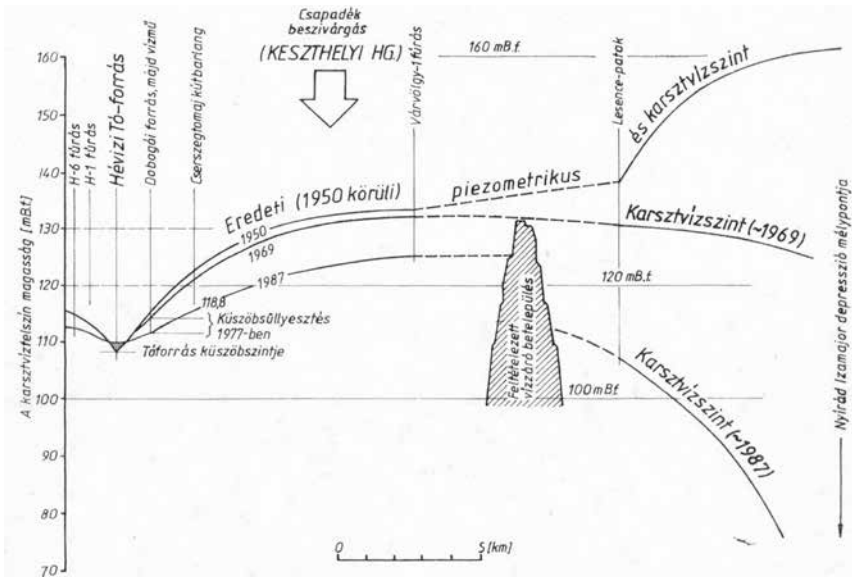 Csapadék
beszivárgás
(KESZTHELYI HG.)
160 mB.f.
A karsztvíztelszín magasság [mB.f.]
160
150
140
130
120
110
100
90
80
70
H-6 fúrás
H-1 fúrás
Hévizi Tó-forrás
Dobogói forrás, májd vízmű
Cserszegtomaj kútbarlang
Várvölgy-1 fúrás
Lesence-patak
és karsztvízszint
piezometrikus
Eredeti (1950 körüli)
1950
1969
1987
118,8
Karsztvízszint (~1969)
120 mB.f.
Küszöbsüllyesztés
1977-ben
Tóforrás küszöbszintje
Feltételezett
vízzáró betelepülés
100 mB.f.
Karsztvízszint (~1987)
Nyirád Izamajor depresszió mélypontja
0
5 [km]